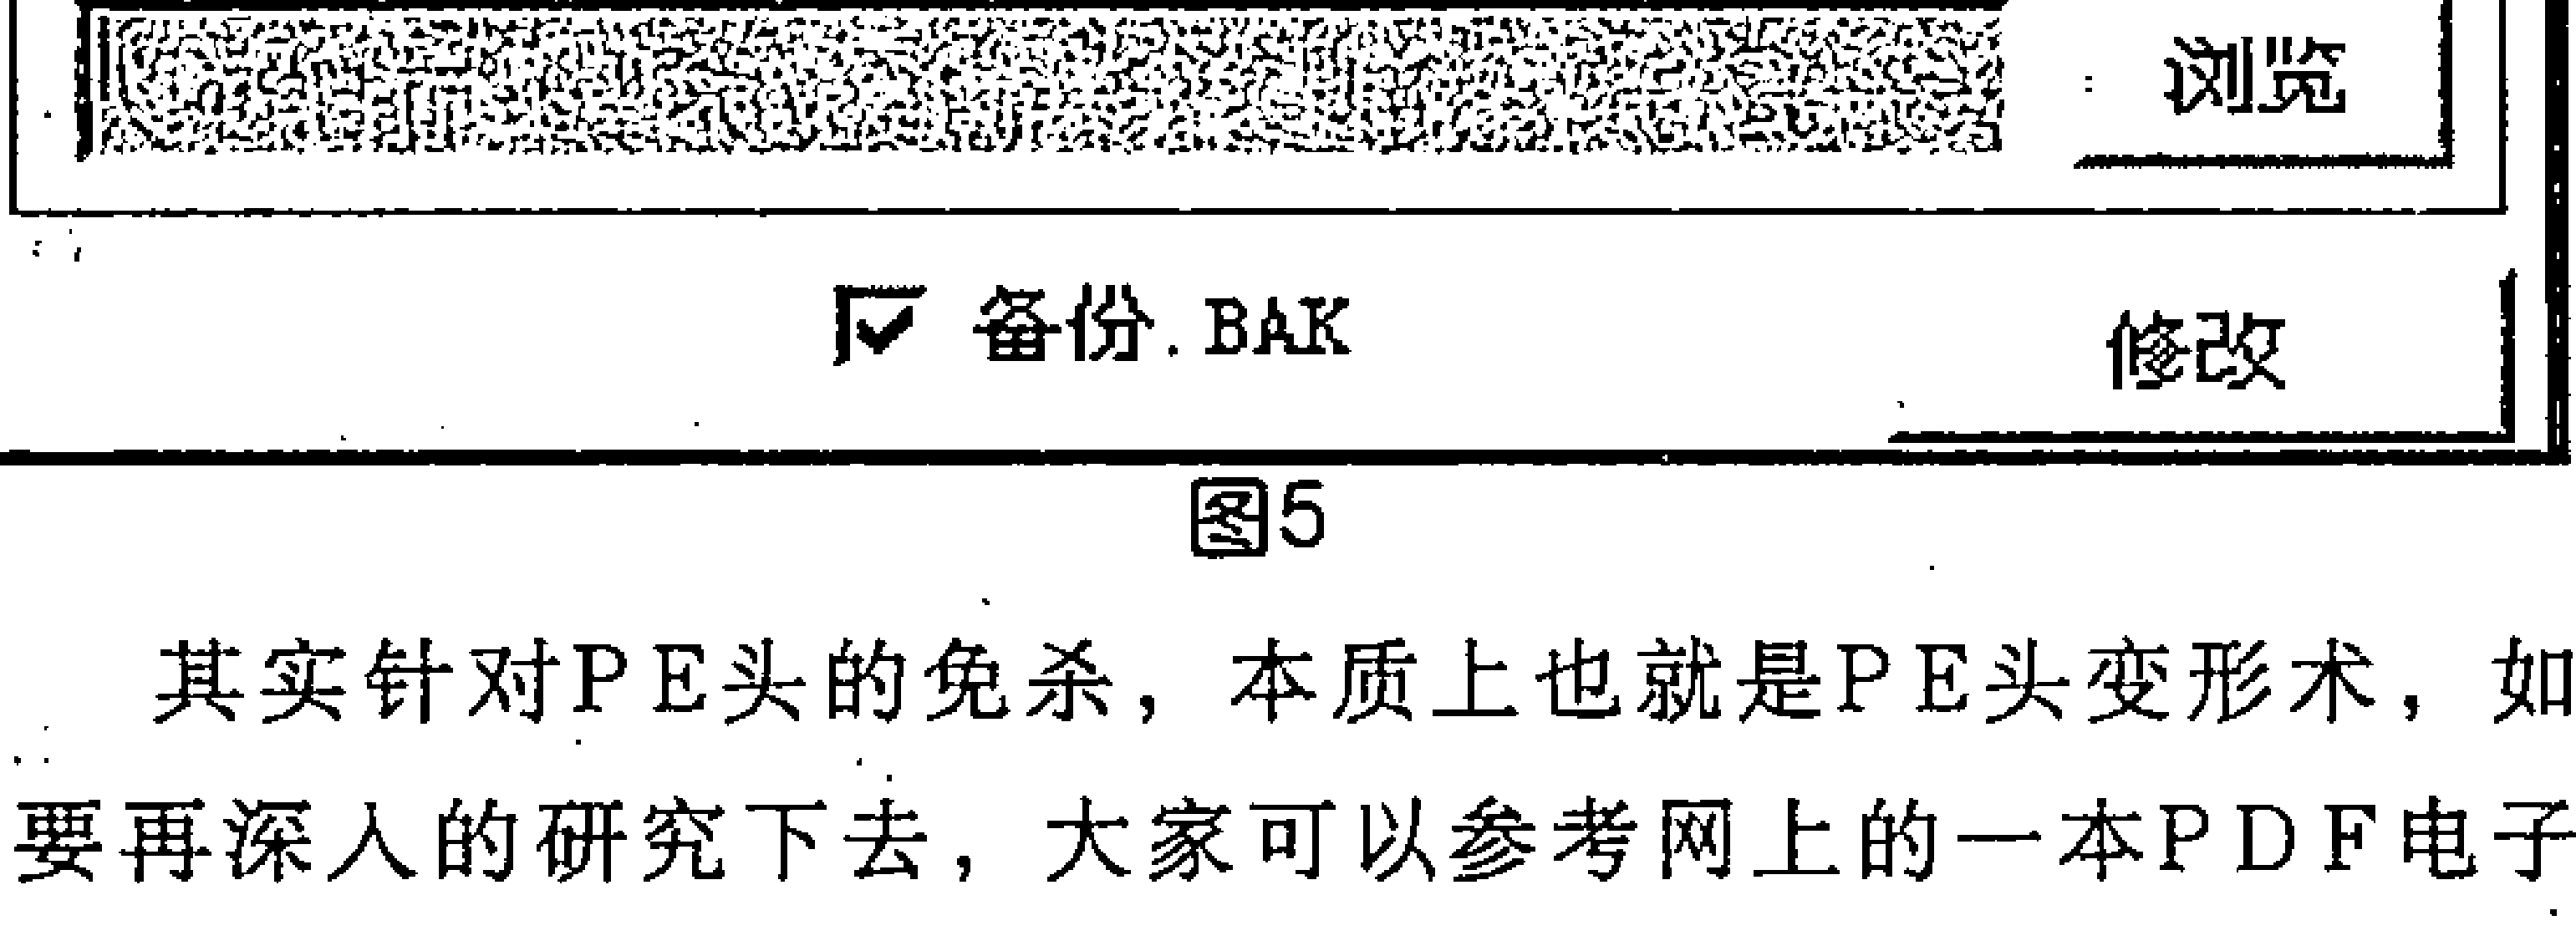 浏览
备份.BAK
修改
图5
其实针对PE头的免杀，本质上也就是PE头变形术，如
要再深入的研究下去，大家可以参考网上的一本PDF电子